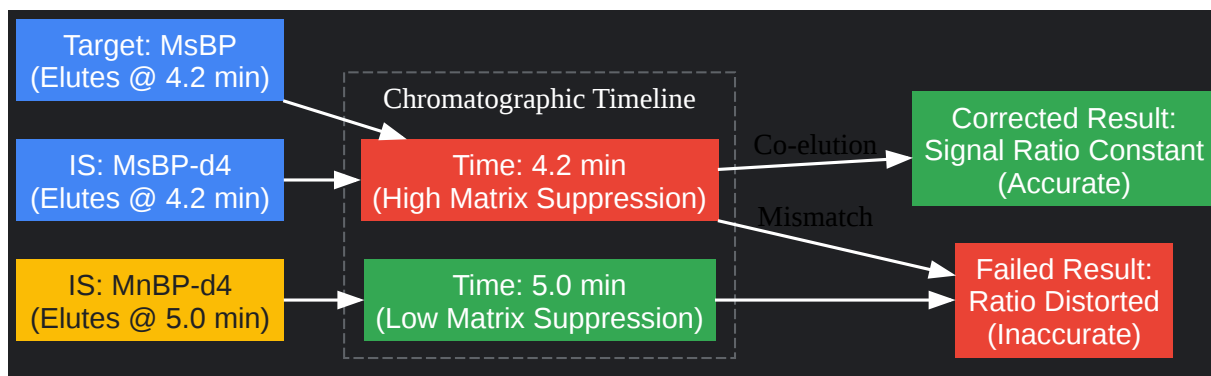 Target: MsBP
(Elutes @ 4.2 min)
IS: MsBP-d4
(Elutes @ 4.2 min)
IS: MnBP-d4
(Elutes @ 5.0 min)
Chromatographic Timeline
Time: 4.2 min
(High Matrix Suppression)
Time: 5.0 min
(Low Matrix Suppression)
Co-elution
Mismatch
Corrected Result:
Signal Ratio Constant
(Accurate)
Failed Result:
Ratio Distorted
(Inaccurate)